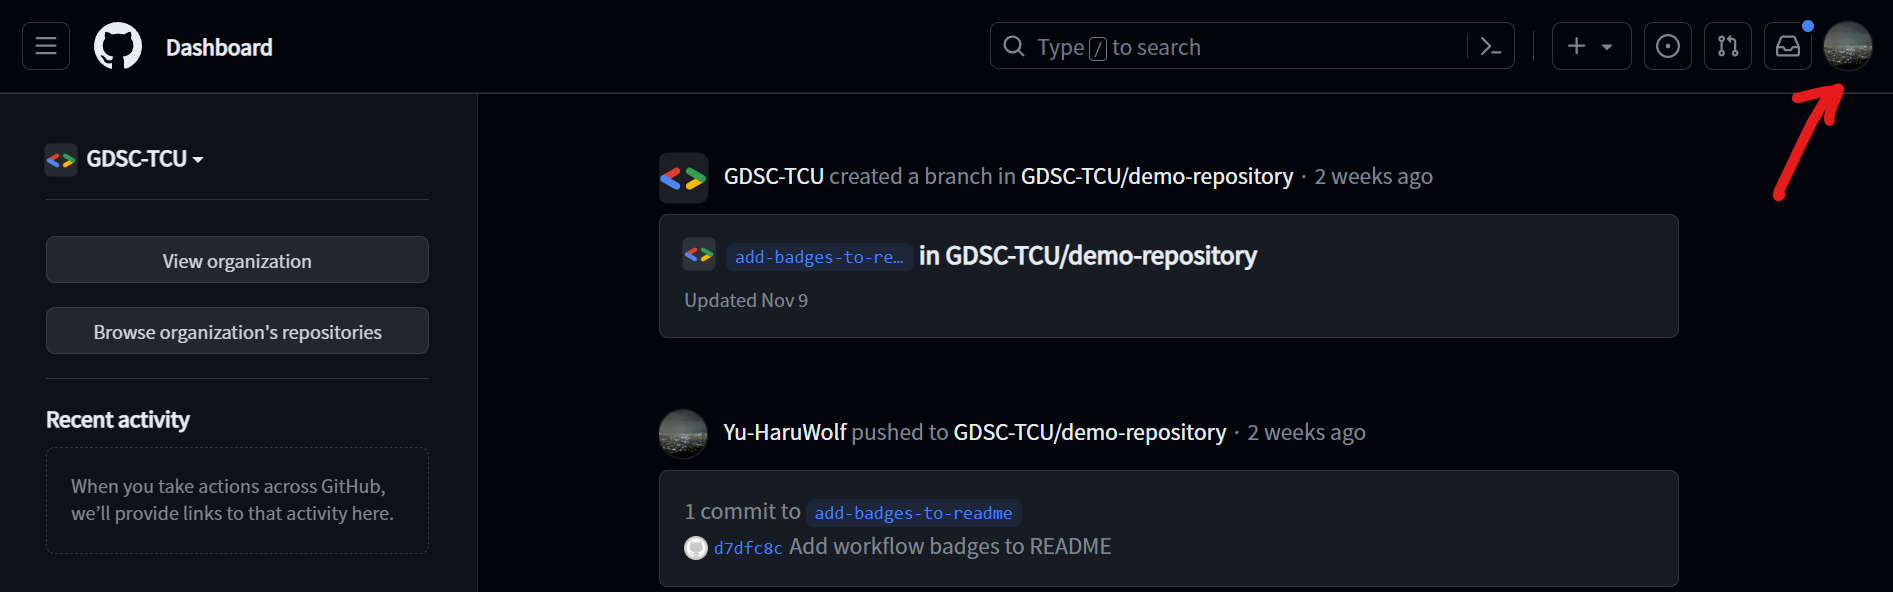 Dashboard
Type / to search
GDSC-TCU
View organization
Browse organization's repositories
Recent activity
When you take actions across GitHub,
we'll provide links to that activity here.
GDSC-TCU created a branch in GDSC-TCU/demo-repository · 2 weeks ago
add-badges-to-re… in GDSC-TCU/demo-repository
Updated Nov 9
Yu-HaruWolf pushed to GDSC-TCU/demo-repository · 2 weeks ago
1 commit to add-badges-to-readme
d7dfc8c Add workflow badges to README